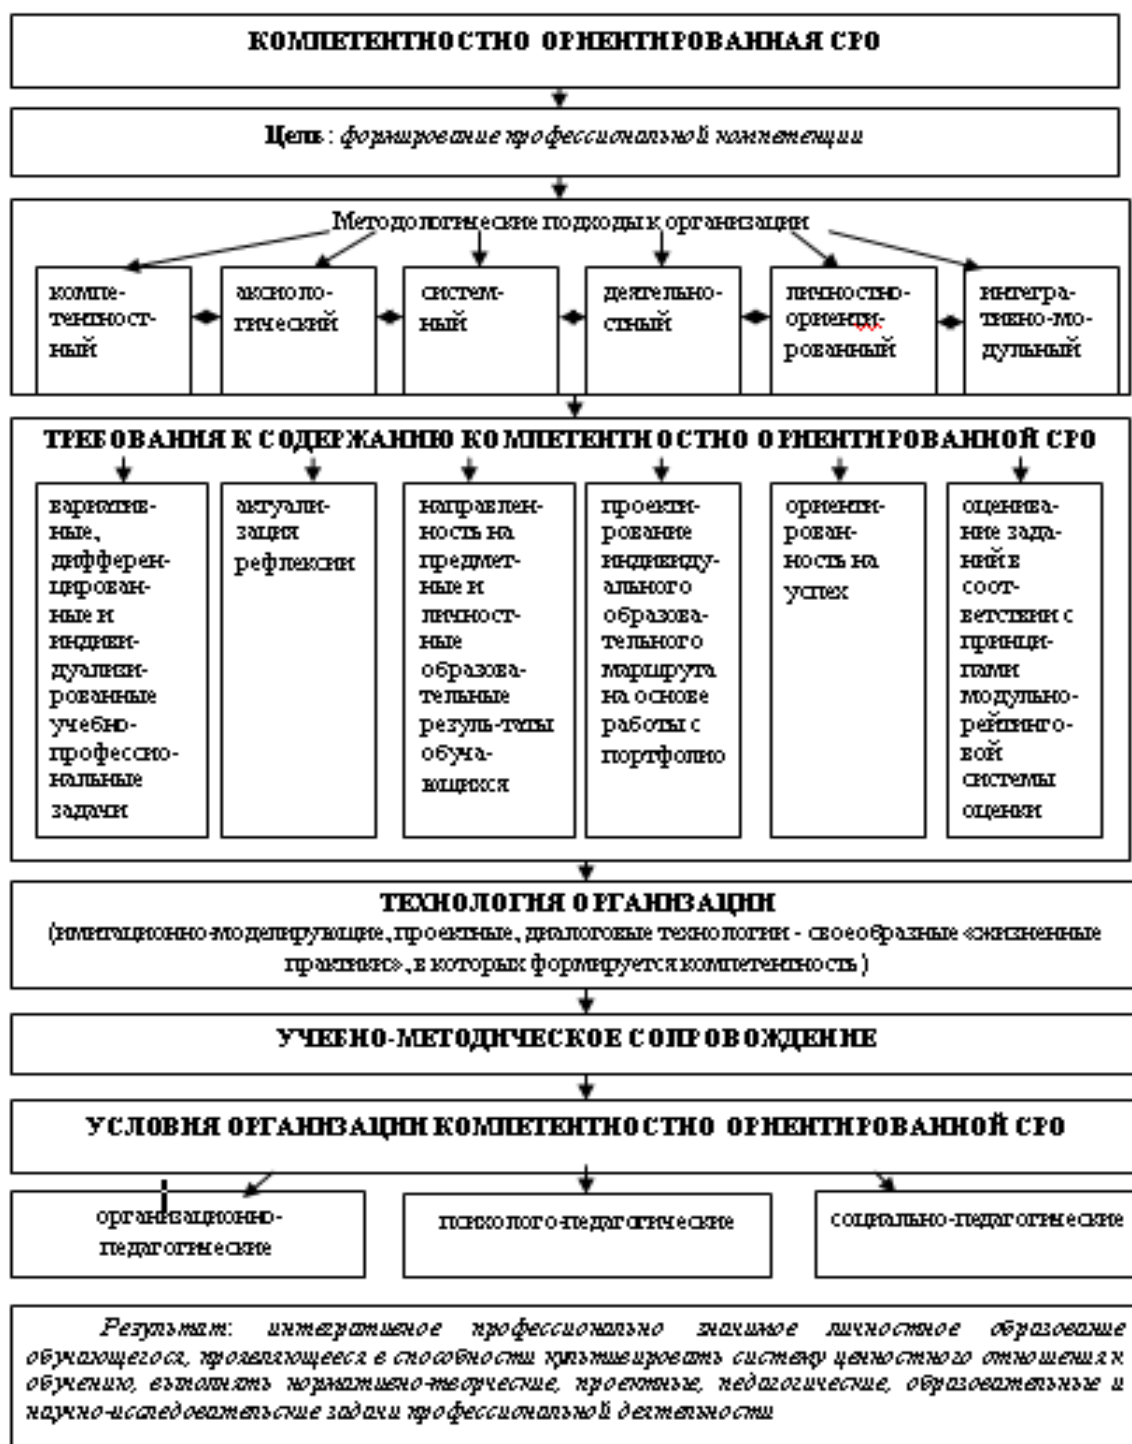 КОМПЕТЕНТНОСТНО ОРИЕНТИРОВАННАЯ СРО
Цель: формирование профессиональной компетенции
Методологические подходы к организации
компе-
тентност-
ный
аксиоло-
гический
систем-
ный
деятельно-
стный
личностно-
ориенти-
рованный
интегра-
тивно-мо-
дульный
ТРЕБОВАНИЯ К СОДЕРЖАНИЮ КОМПЕТЕНТНОСТНО ОРИЕНТИРОВАННОЙ СРО
вариатив-
ные,
дифферен-
цирован-
ные и
индиви-
дуализи-
рованные
учебно-
профессио-
нальные
задачи
актуали-
зация
рефлексии
направлен-
ность на
предмет-
ные и
личност-
ные
образова-
тельные
резуль-таты
обуча-
ющихся
проекти-
рование
индивиду-
ального
образова-
тельного
маршрута
на основе
работы с
портфолио
ориенти-
рован-
ность на
успех
оценива-
ние зада-
ний в
соот-
ветствии с
принци-
пами
модульно-
рейтинго-
вой
системы
оценки
ТЕХНОЛОГИЯ ОРГАНИЗАЦИИ
(имитационно-моделирующие, проектные, диалоговые технологии - своеобразные «жизненные
практики», в которых формируется компетентность)
УЧЕБНО-МЕТОДИЧЕСКОЕ СОПРОВОЖДЕНИЕ
УСЛОВИЯ ОРГАНИЗАЦИИ КОМПЕТЕНТНОСТНО ОРИЕНТИРОВАННОЙ СРО
организационно-
педагогические
психолого-педагогические
социально-педагогические
Результат: интегративное профессионально значимое личностное образование
обучающегося, проявляющееся в способности культивировать систему ценностного отношения к
обучению, выполнять нормативно-творческие, проектные, педагогические, образовательные и
научно-исследовательские задачи профессиональной деятельности